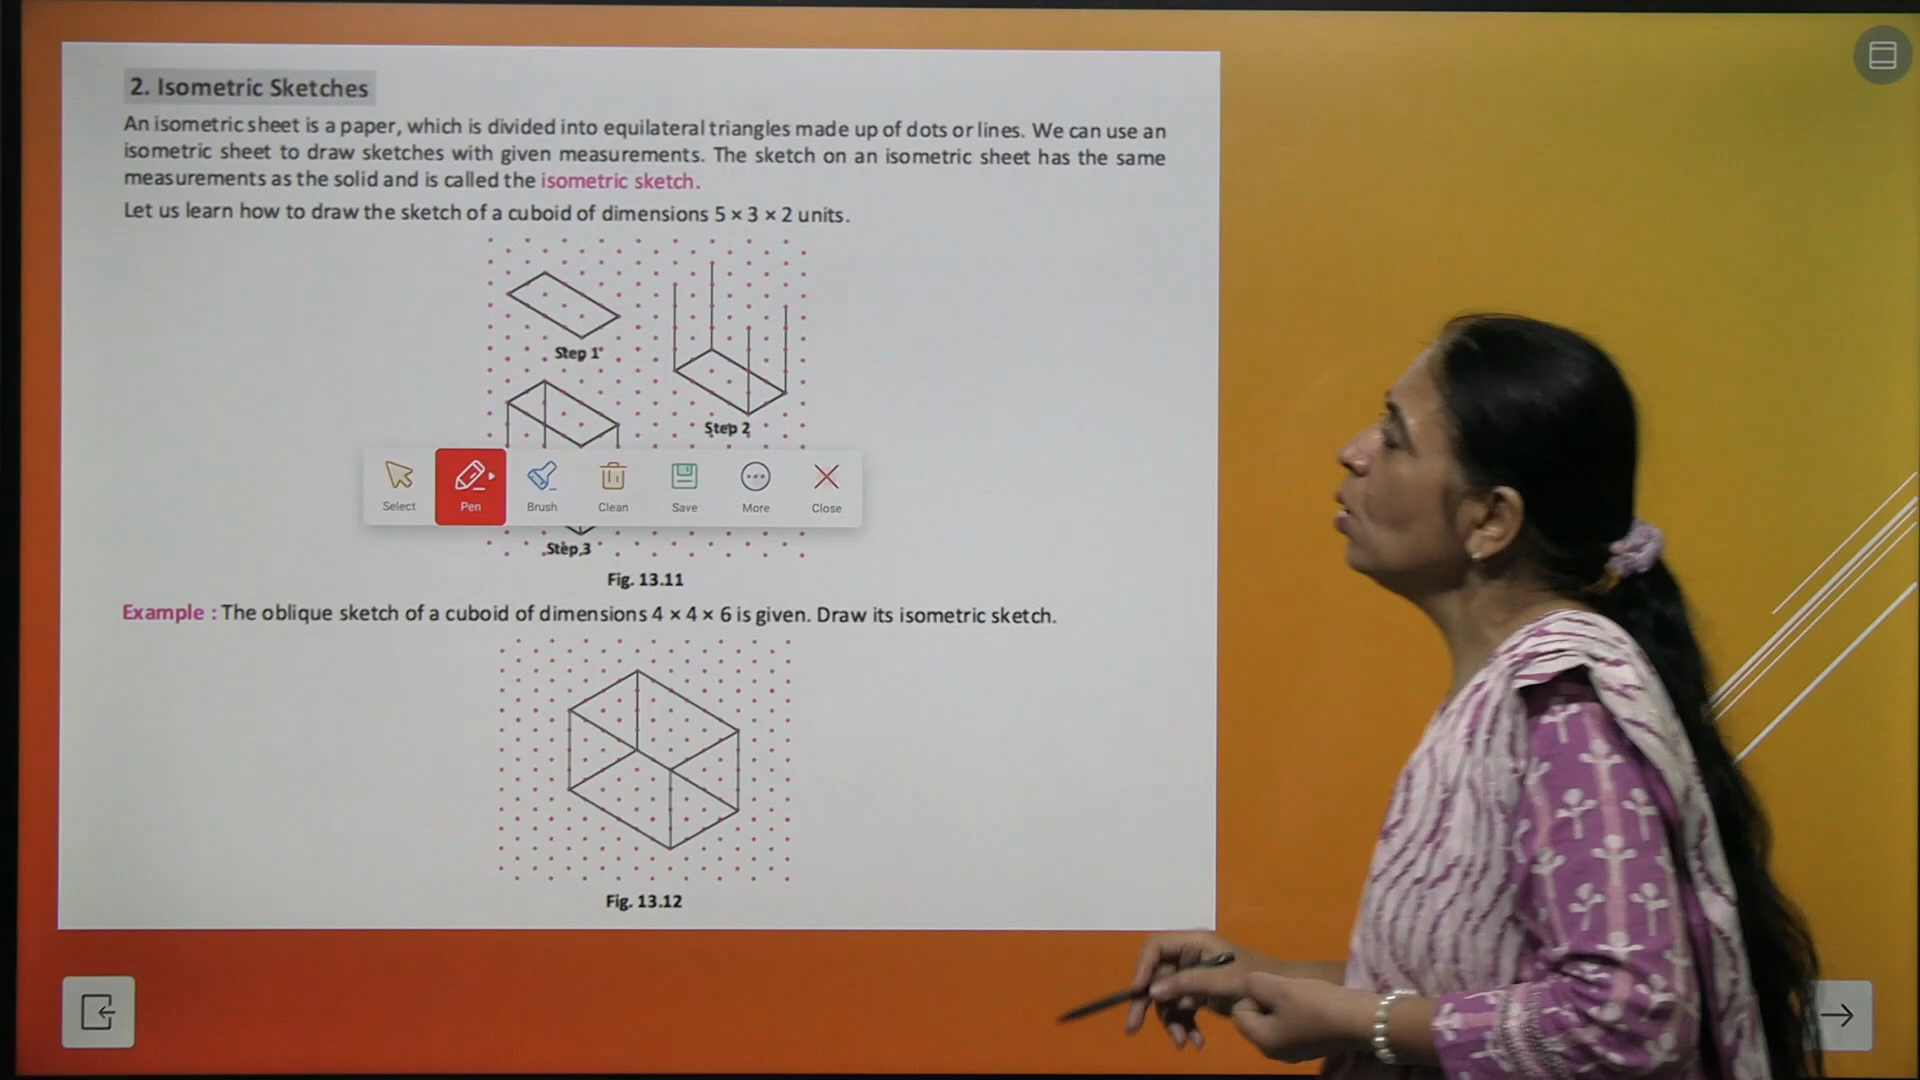 2. Isometric Sketches
An isometric sheet is a paper, which is divided into equilateral triangles made up of dots or lines. We can use an
isometric sheet to draw sketches with given measurements. The sketch on an isometric sheet has the same
measurements as the solid and is called the isometric sketch.
Let us learn how to draw the sketch of a cuboid of dimensions 5 × 3 × 2 units.
Step 1
Step 2
Select
Pen
Brush
Clean
Save
More
Close
Step 3
Fig. 13.11
Example : The oblique sketch of a cuboid of dimensions 4 × 4 × 6 is given. Draw its isometric sketch.
Fig. 13.12